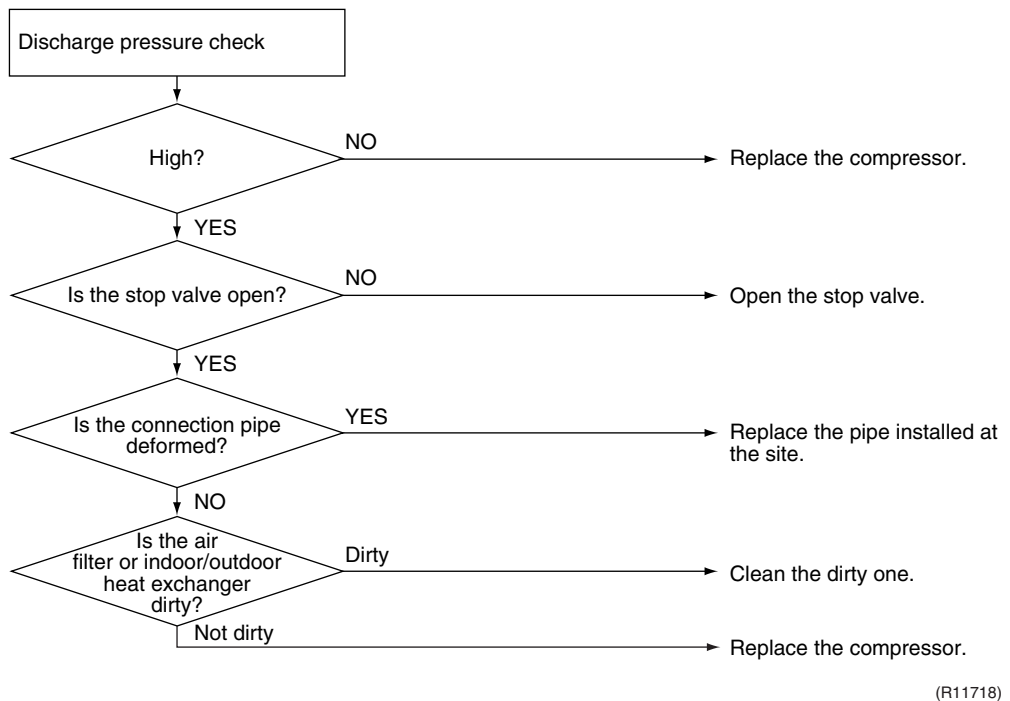 Discharge pressure check
High?
NO
Replace the compressor.
YES
Is the stop valve open?
NO
Open the stop valve.
YES
Is the connection pipe
deformed?
YES
Replace the pipe installed at
the site.
NO
Is the air
filter or indoor/outdoor
heat exchanger
dirty?
Dirty
Clean the dirty one.
Not dirty
Replace the compressor.
(R11718)